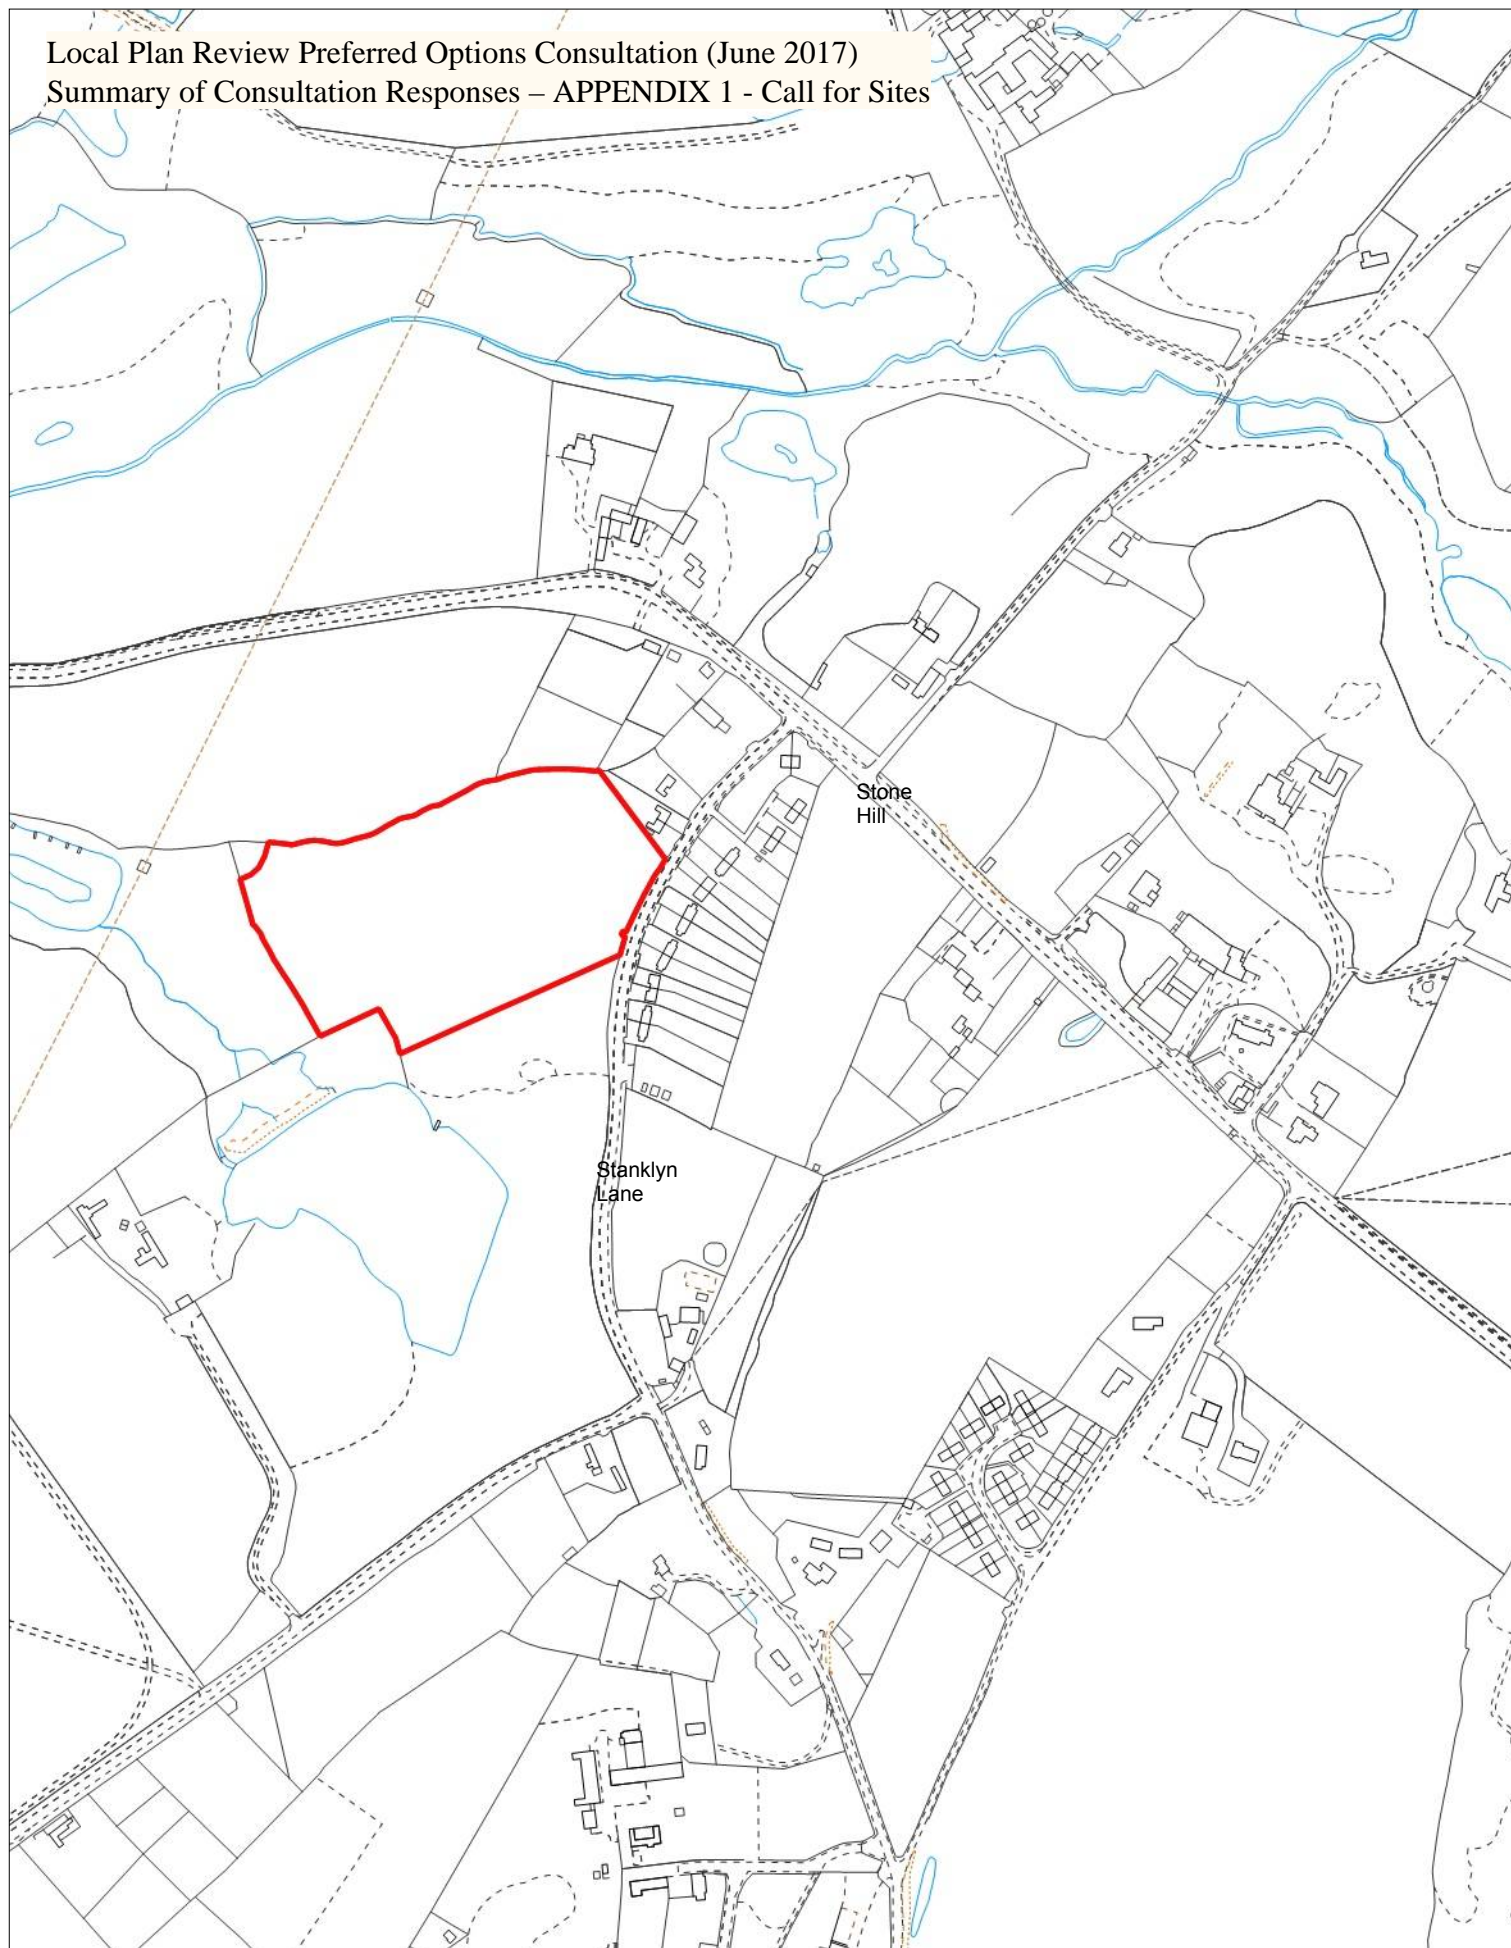 Local Plan Review Preferred Options Consultation (June 2017)
Summary of Consultation Responses – APPENDIX 1 - Call for Sites
Stone
Hill
Stanklyn
Lane